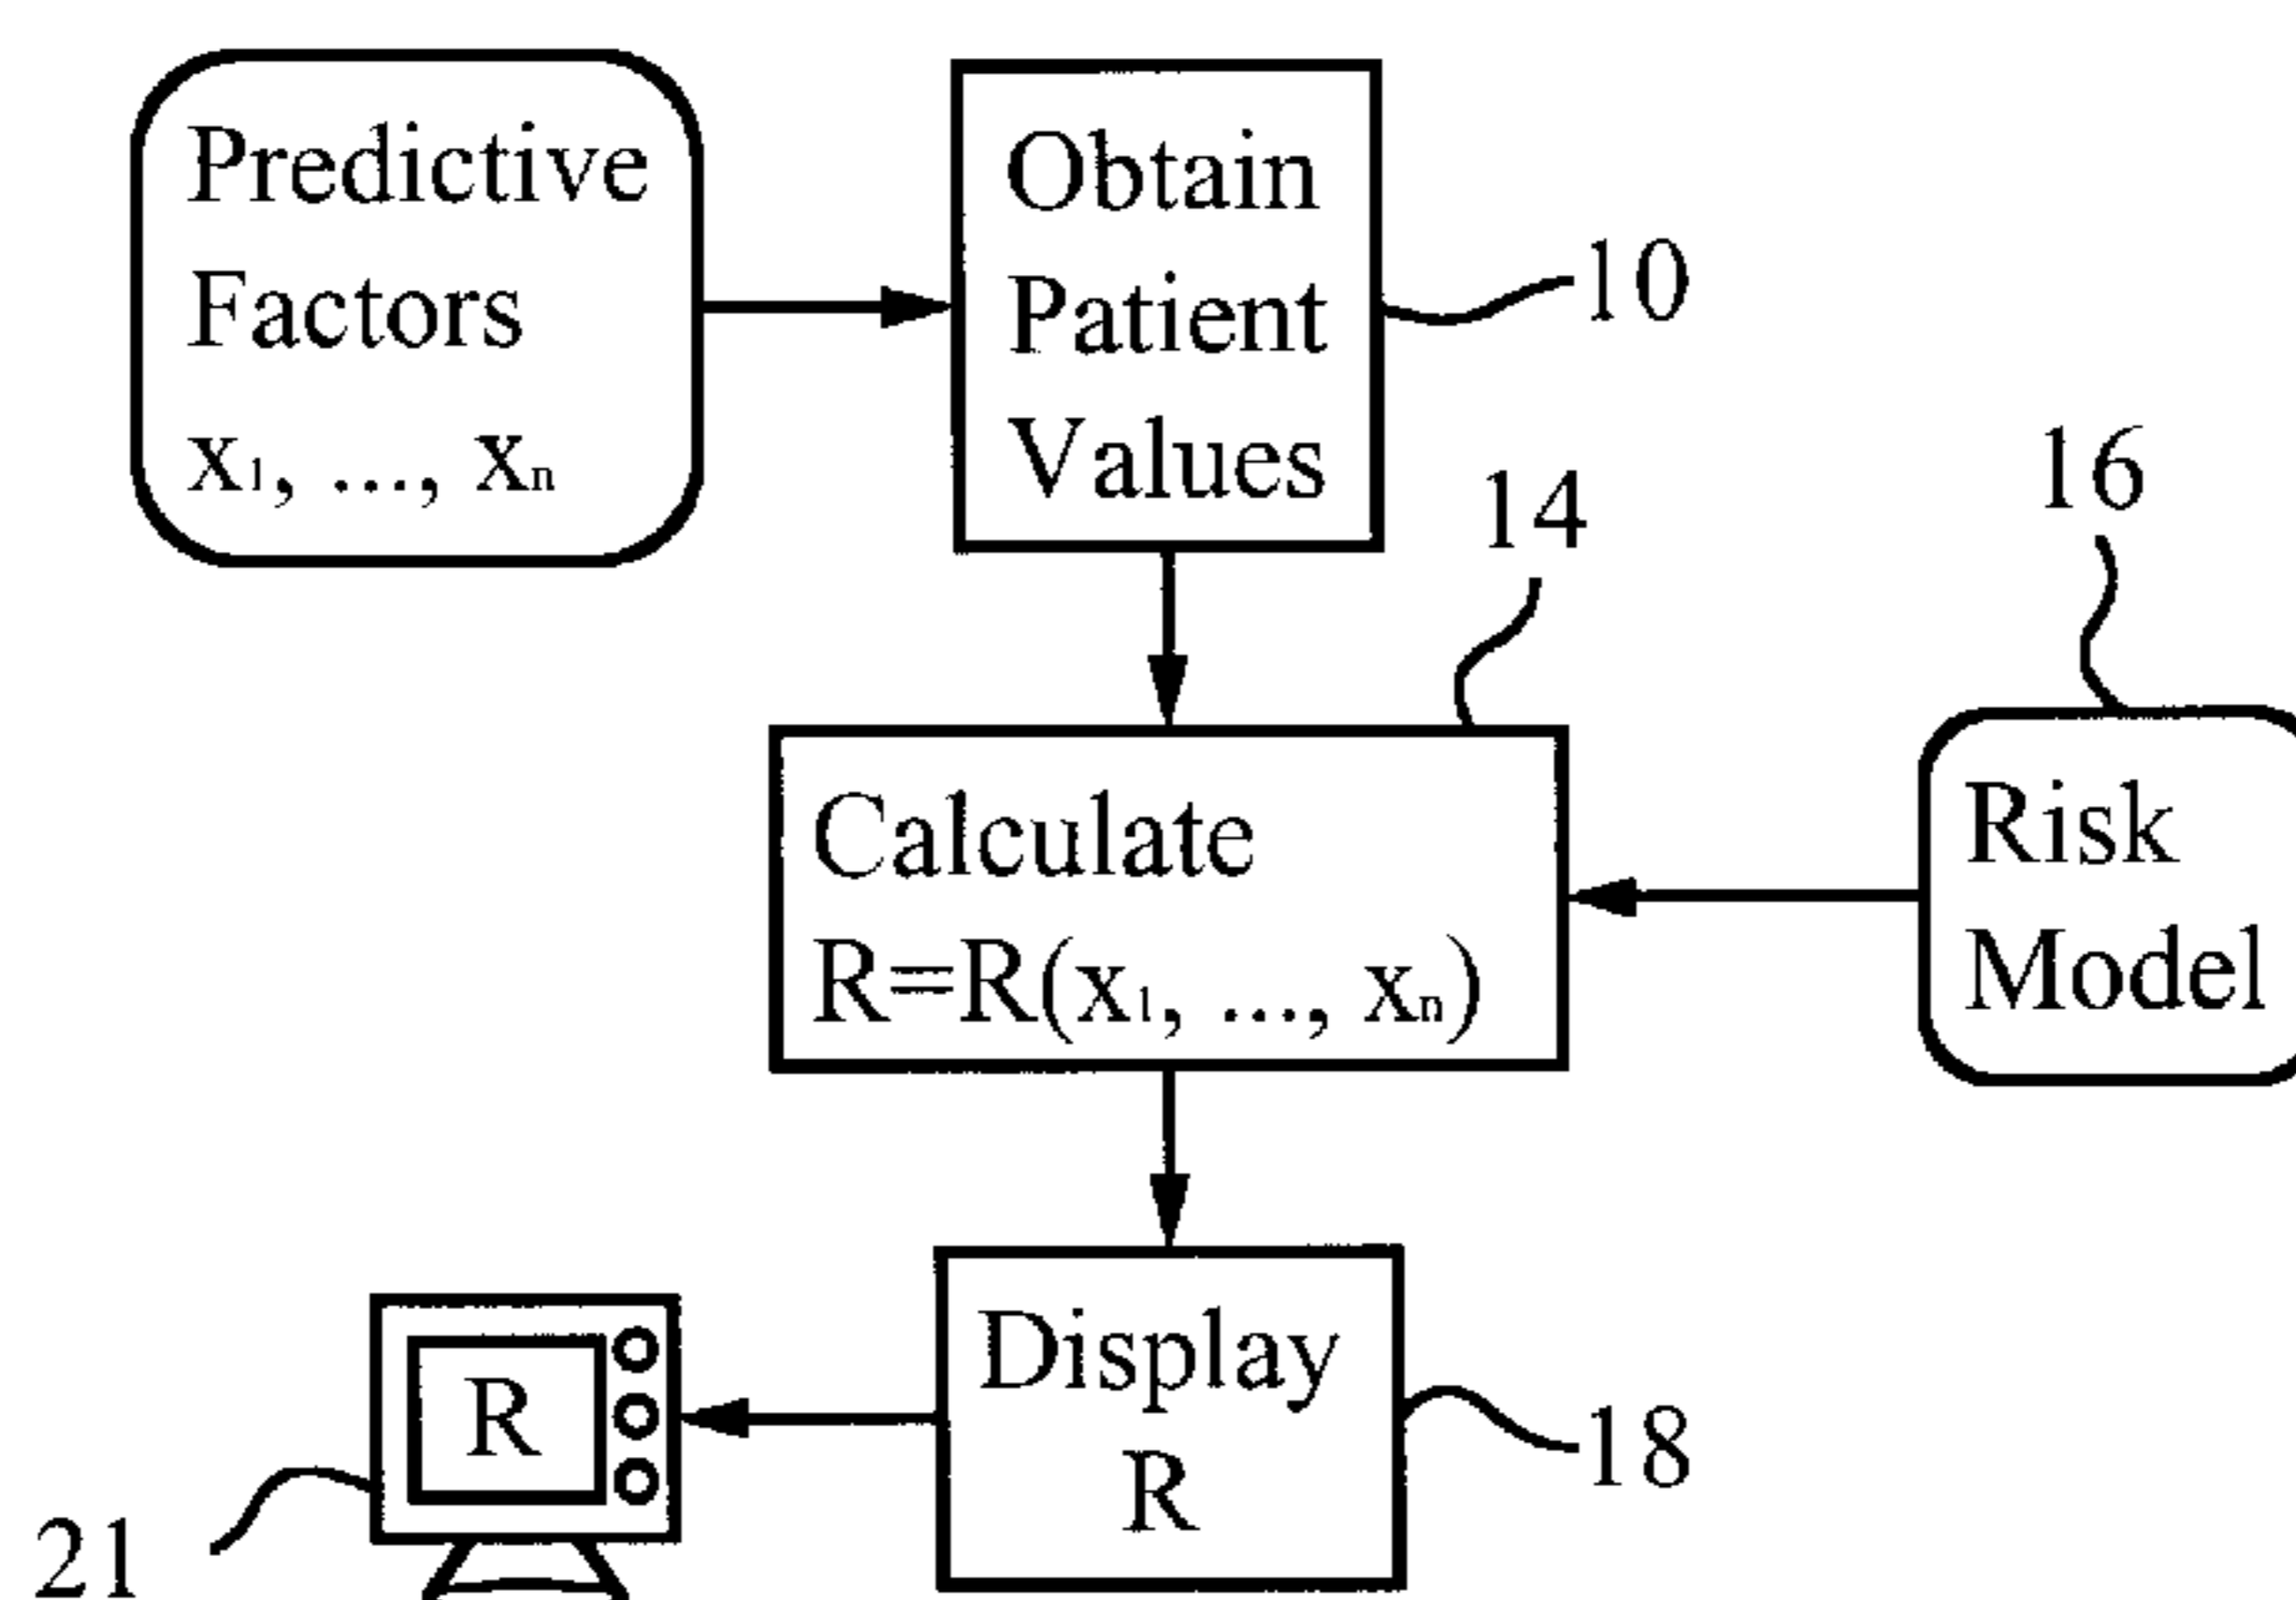 Predictive
Factors
x₁, ..., xₙ
Obtain
Patient
Values
10
14
16
Calculate
R=R(x₁, ..., xₙ)
Risk
Model
Display
R
18
R
21